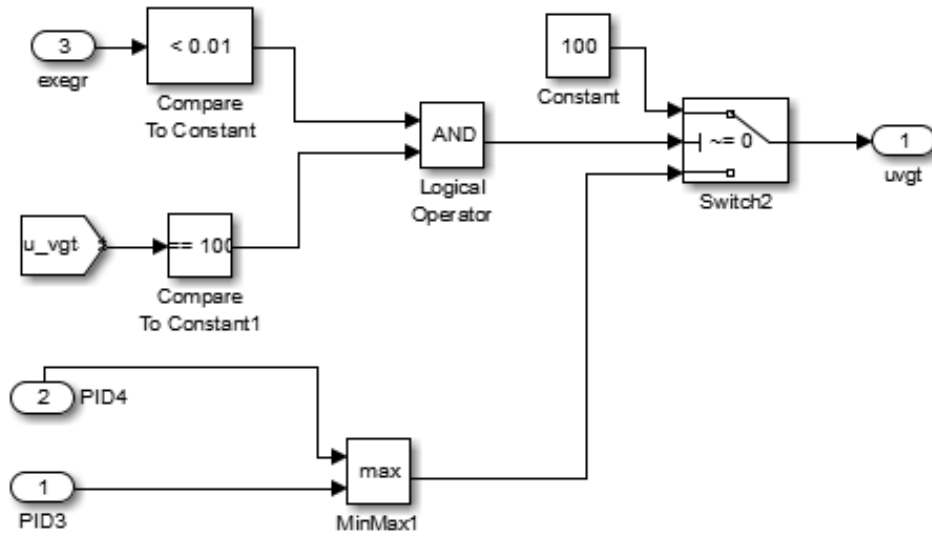 3
exegr
< 0.01
Compare
To Constant
100
Constant
AND
Logical
Operator
~= 0
Switch2
1
uvgt
u_vgt
== 100
Compare
To Constant1
2
PID4
1
PID3
max
MinMax1